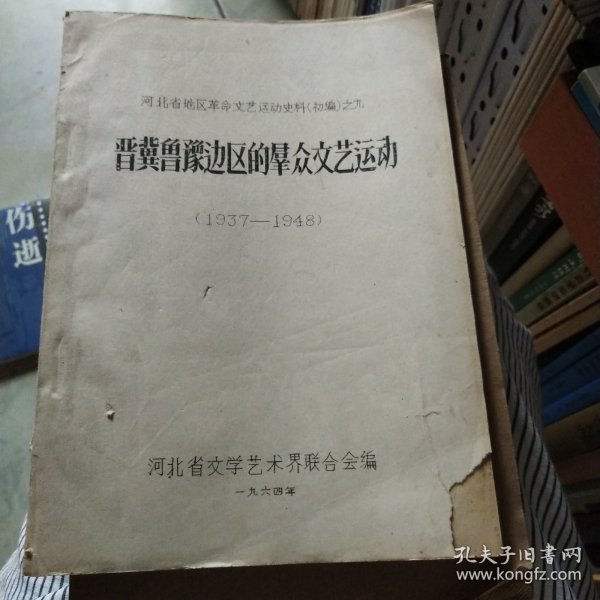 河北省地区革命文艺运动史料(初编)之九
晋冀鲁豫边区的羣众文艺运动
(1937—1948)
河北省文学艺术界联合会编
一九六四年
伤逝
孔夫子旧书网
www.kongfz.com